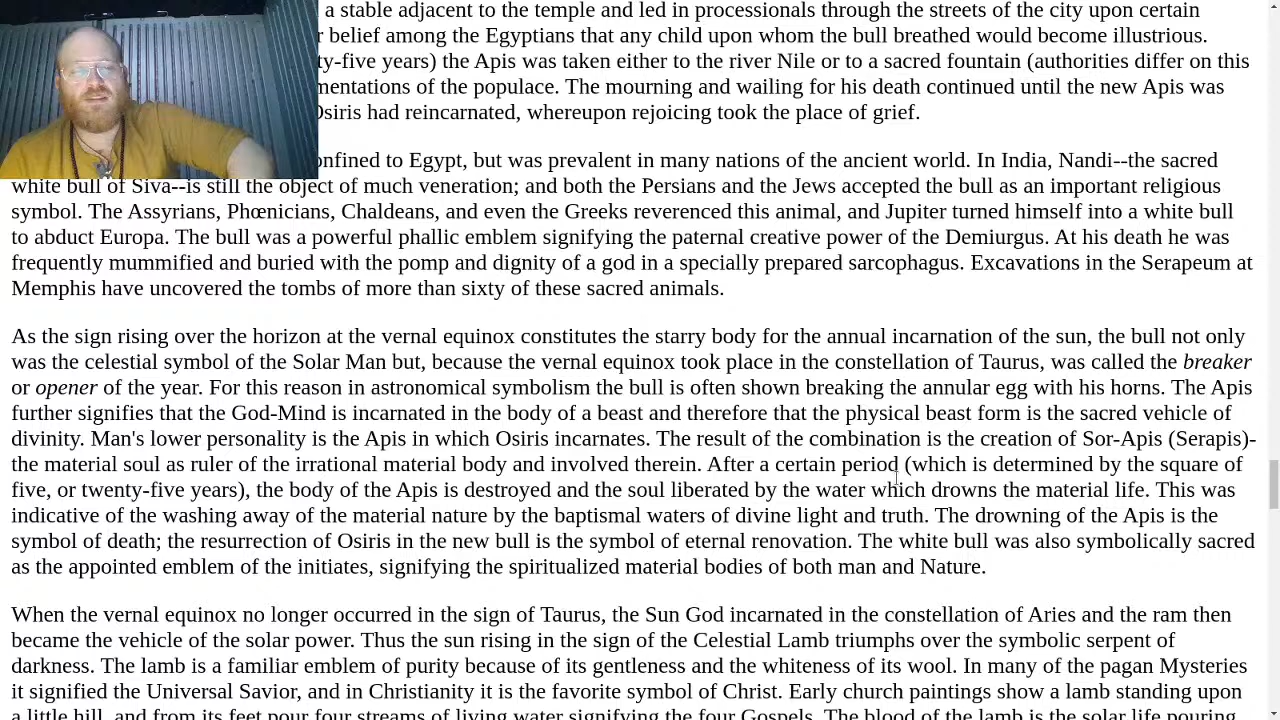 a stable adjacent to the temple and led in processionals through the streets of the city upon certain
belief among the Egyptians that any child upon whom the bull breathed would become illustrious.
ty-five years) the Apis was taken either to the river Nile or to a sacred fountain (authorities differ on this
mentations of the populace. The mourning and wailing for his death continued until the new Apis was
Osiris had reincarnated, whereupon rejoicing took the place of grief.
onfined to Egypt, but was prevalent in many nations of the ancient world. In India, Nandi--the sacred
white bull of Siva--is still the object of much veneration; and both the Persians and the Jews accepted the bull as an important religious
symbol. The Assyrians, Phœnicians, Chaldeans, and even the Greeks reverenced this animal, and Jupiter turned himself into a white bull
to abduct Europa. The bull was a powerful phallic emblem signifying the paternal creative power of the Demiurgus. At his death he was
frequently mummified and buried with the pomp and dignity of a god in a specially prepared sarcophagus. Excavations in the Serapeum at
Memphis have uncovered the tombs of more than sixty of these sacred animals.
As the sign rising over the horizon at the vernal equinox constitutes the starry body for the annual incarnation of the sun, the bull not only
was the celestial symbol of the Solar Man but, because the vernal equinox took place in the constellation of Taurus, was called the breaker
or opener of the year. For this reason in astronomical symbolism the bull is often shown breaking the annular egg with his horns. The Apis
further signifies that the God-Mind is incarnated in the body of a beast and therefore that the physical beast form is the sacred vehicle of
divinity. Man's lower personality is the Apis in which Osiris incarnates. The result of the combination is the creation of Sor-Apis (Serapis)-
the material soul as ruler of the irrational material body and involved therein. After a certain period (which is determined by the square of
five, or twenty-five years), the body of the Apis is destroyed and the soul liberated by the water which drowns the material life. This was
indicative of the washing away of the material nature by the baptismal waters of divine light and truth. The drowning of the Apis is the
symbol of death; the resurrection of Osiris in the new bull is the symbol of eternal renovation. The white bull was also symbolically sacred
as the appointed emblem of the initiates, signifying the spiritualized material bodies of both man and Nature.
When the vernal equinox no longer occurred in the sign of Taurus, the Sun God incarnated in the constellation of Aries and the ram then
became the vehicle of the solar power. Thus the sun rising in the sign of the Celestial Lamb triumphs over the symbolic serpent of
darkness. The lamb is a familiar emblem of purity because of its gentleness and the whiteness of its wool. In many of the pagan Mysteries
it signified the Universal Savior, and in Christianity it is the favorite symbol of Christ. Early church paintings show a lamb standing upon
a little hill, and from its feet pour four streams of living water signifying the four Gospels. The blood of the lamb is the solar life pouring